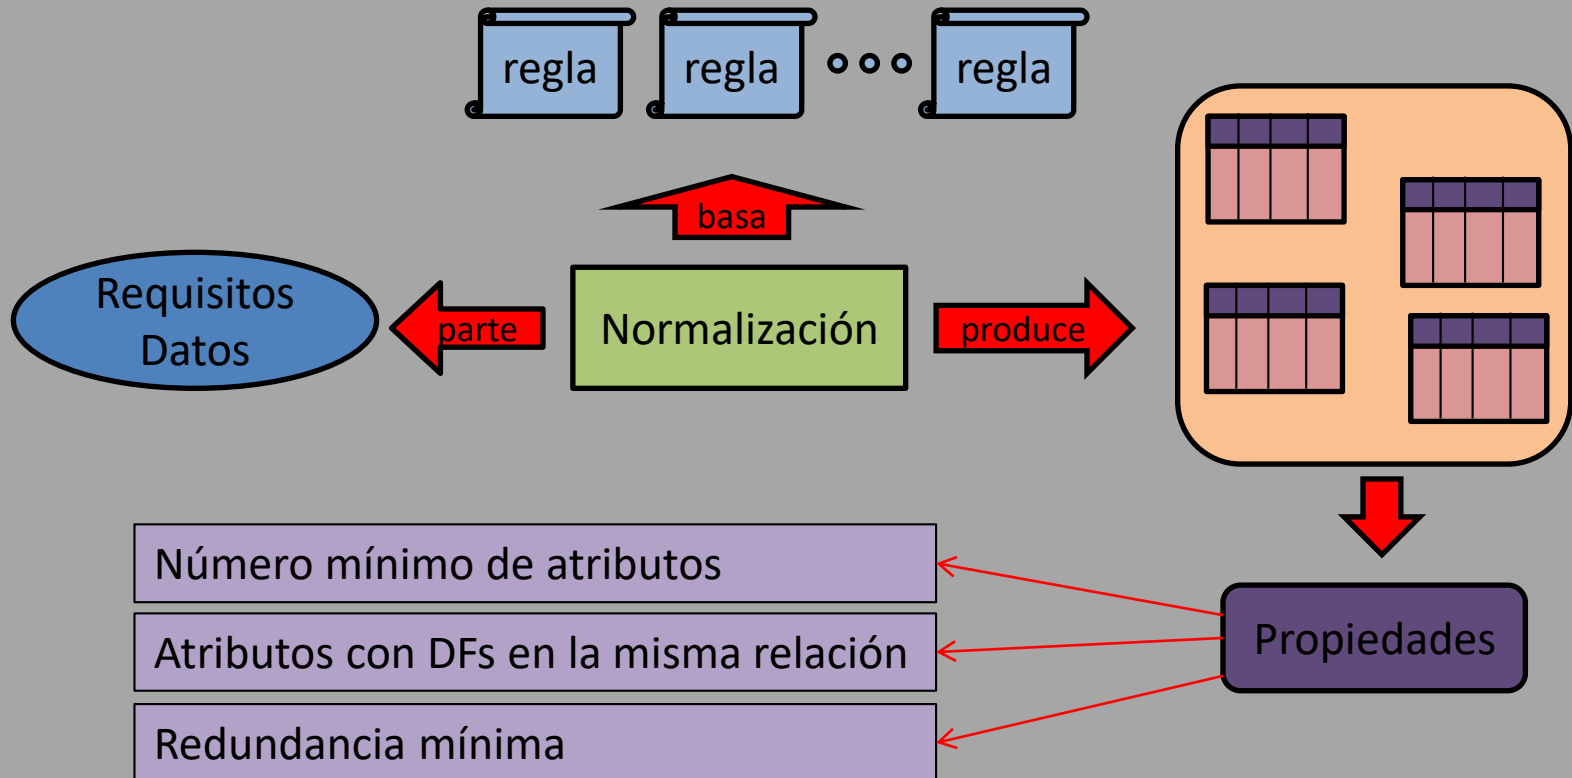 regla
regla
regla
basa
Requisitos
Datos
parte
Normalización
produce
Número mínimo de atributos
Atributos con DFs en la misma relación
Redundancia mínima
Propiedades